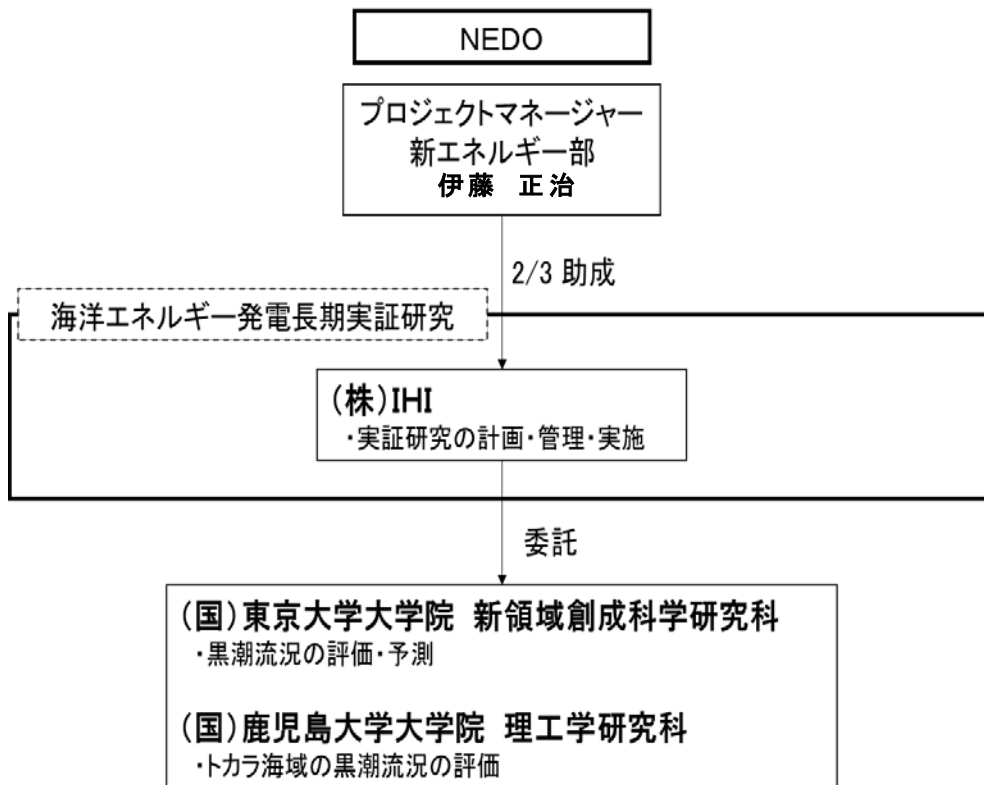 NEDO
プロジェクトマネージャー
新エネルギー部
伊藤　正治
2/3 助成
海洋エネルギー発電長期実証研究
(株)IHI
・実証研究の計画・管理・実施
委託
(国)東京大学大学院 新領域創成科学研究科
・黒潮流況の評価・予測
(国)鹿児島大学大学院 理工学研究科
・トカラ海域の黒潮流況の評価